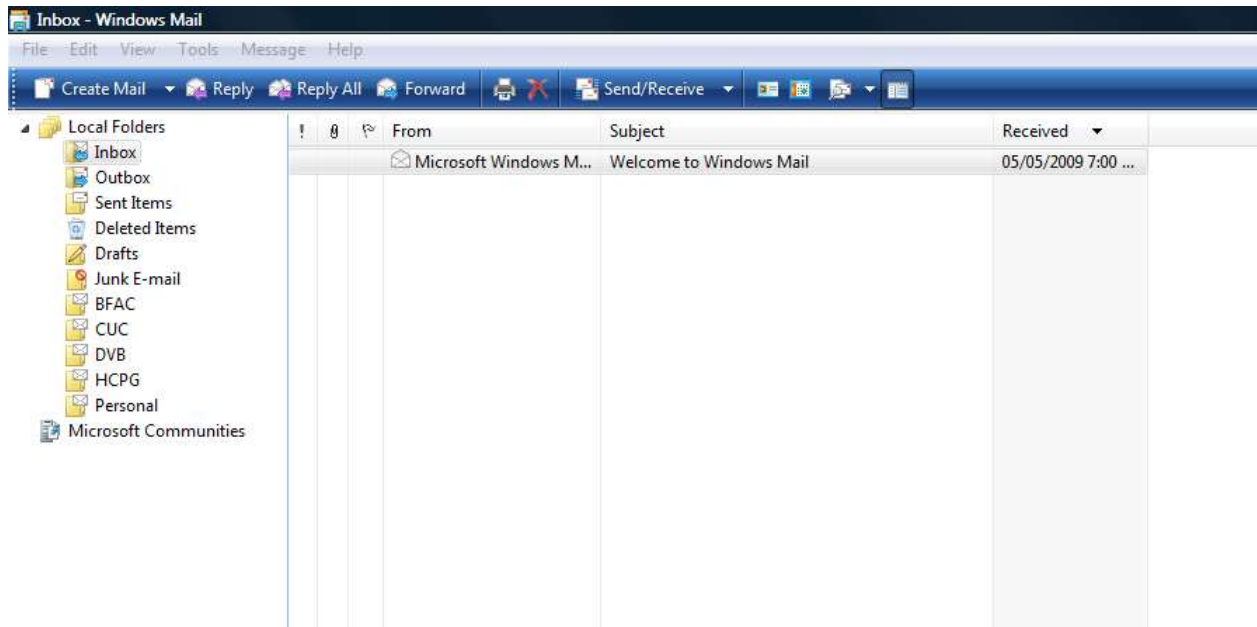 Inbox - Windows Mail
File Edit View Tools Message Help
Create Mail Reply Reply All Forward Send/Receive
Local Folders
Inbox
Outbox
Sent Items
Deleted Items
Drafts
Junk E-mail
BFAC
CUC
DVB
HCPG
Personal
Microsoft Communities
! From Subject Received
Microsoft Windows M... Welcome to Windows Mail 05/05/2009 7:00 ...